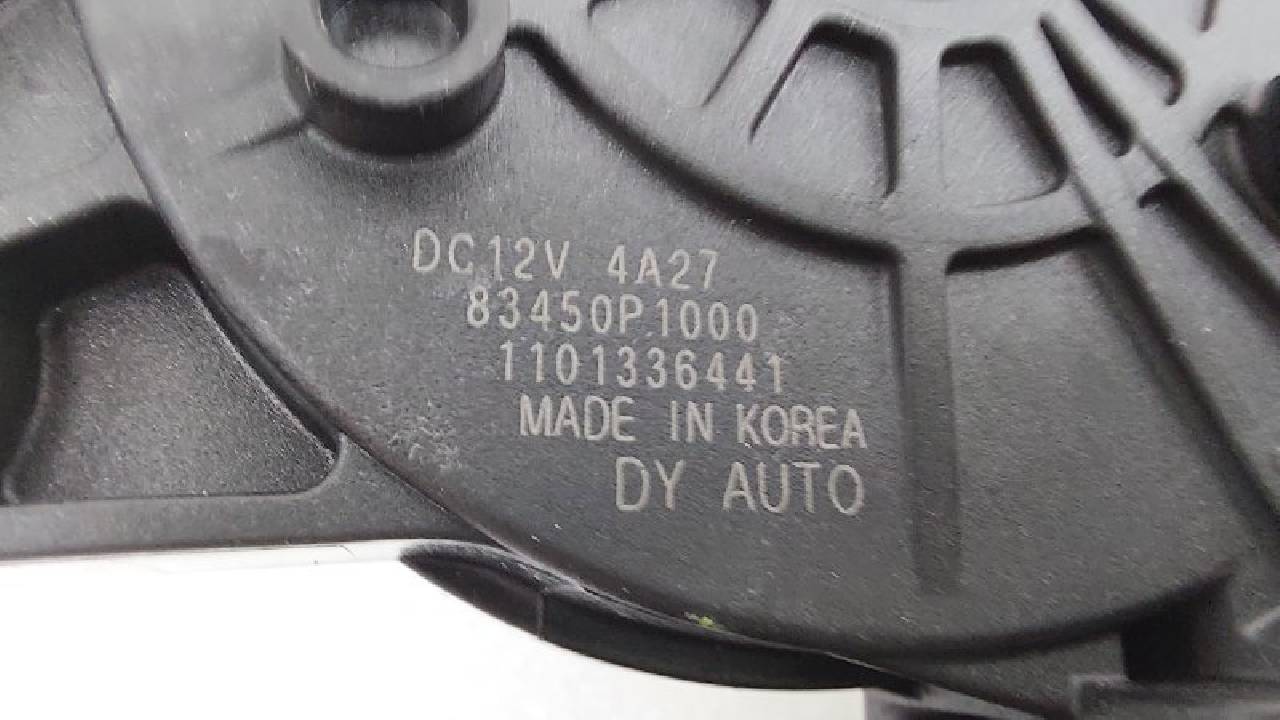 DC12V 4A27
83450P1000
1101336441
MADE IN KOREA
DY AUTO